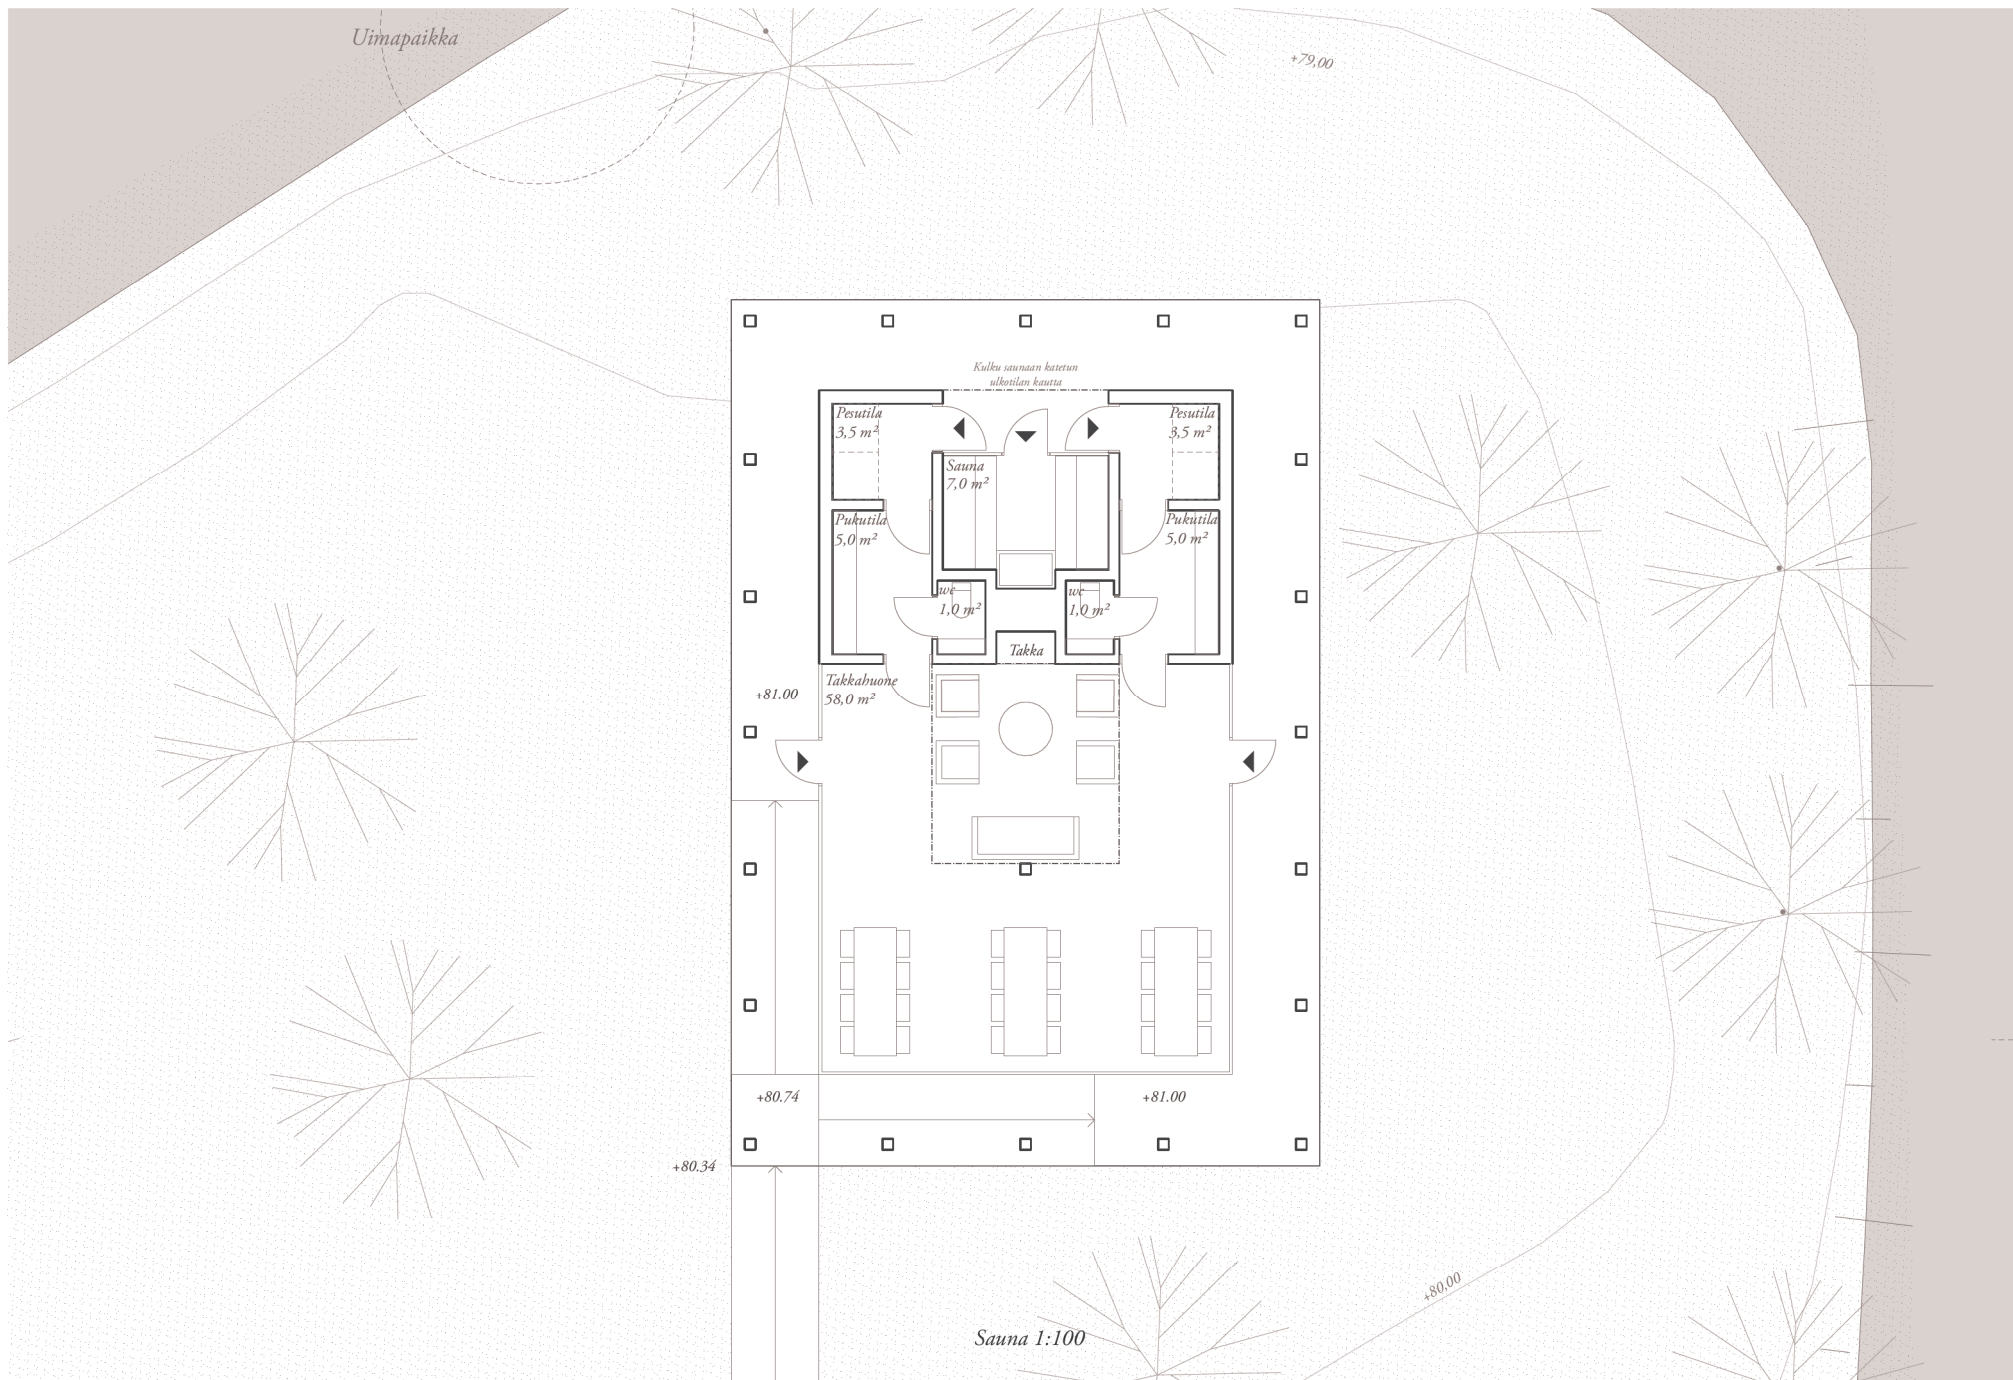 Uimapaikka
+79,00
Kulku saunaan katetun
ulkotilan kautta
Pesutila
3,5 m²
Pesutila
3,5 m²
Sauna
7,0 m²
Pukutila
5,0 m²
Pukutila
5,0 m²
wc
1,0 m²
wc
1,0 m²
Takka
Takkahuone
58,0 m²
+81.00
+80.74
+81.00
+80.34
+80,00
Sauna 1:100